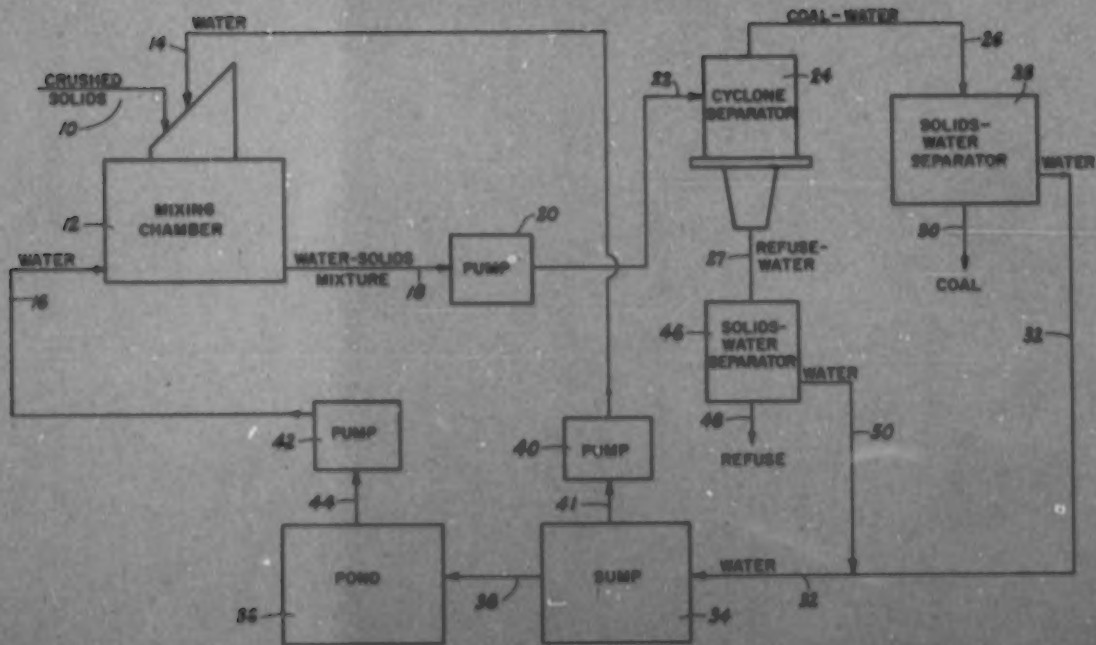 WATER
COAL-WATER
14
26
CRUSHED
SOLIDS
10
22
24
CYCLONE
SEPARATOR
28
SOLIDS-
WATER
SEPARATOR
WATER
12
MIXING
CHAMBER
20
WATER
WATER-SOLIDS
MIXTURE
18
PUMP
27
REFUSE-
WATER
30
COAL
16
46
SOLIDS-
WATER
SEPARATOR
WATER
32
42
PUMP
40
PUMP
48
REFUSE
50
44
41
POND
38
SUMP
WATER
32
36
34